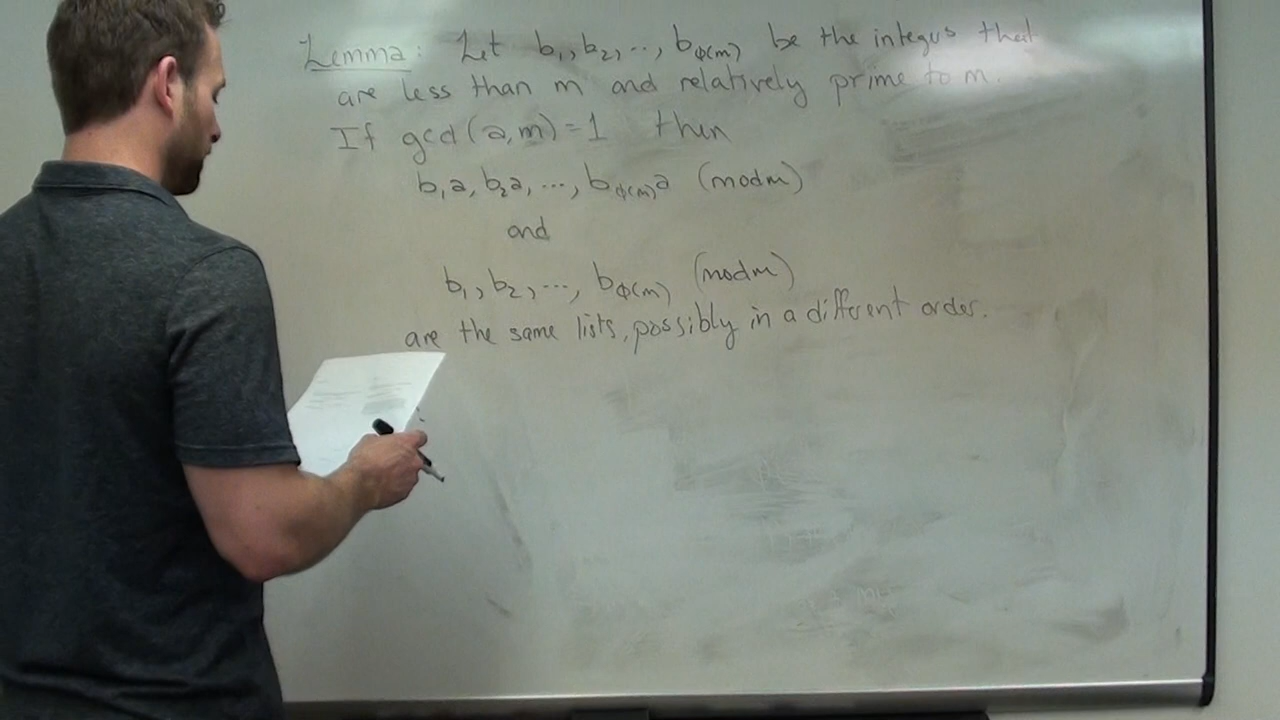 Lemma: Let b₁, b₂, .., b_φ(m) be the integers that
are less than m and relatively prime to m.
If gcd(a,m)=1 then
b₁a, b₂a, ..., b_φ(m)a (mod m)
and
b₁, b₂, ..., b_φ(m) (mod m)
are the same lists, possibly in a different order.